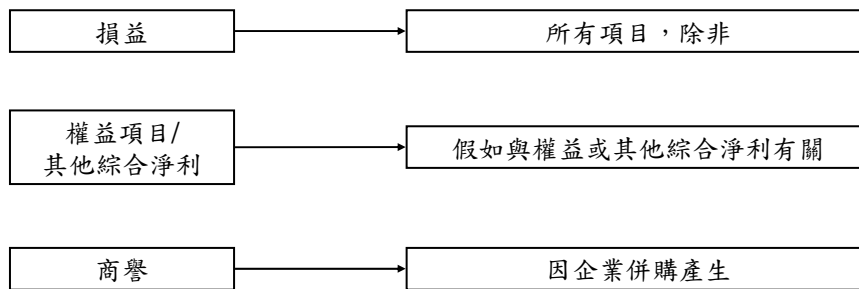 損益
所有項目，除非
權益項目/
其他綜合淨利
假如與權益或其他綜合淨利有關
商譽
因企業併購產生